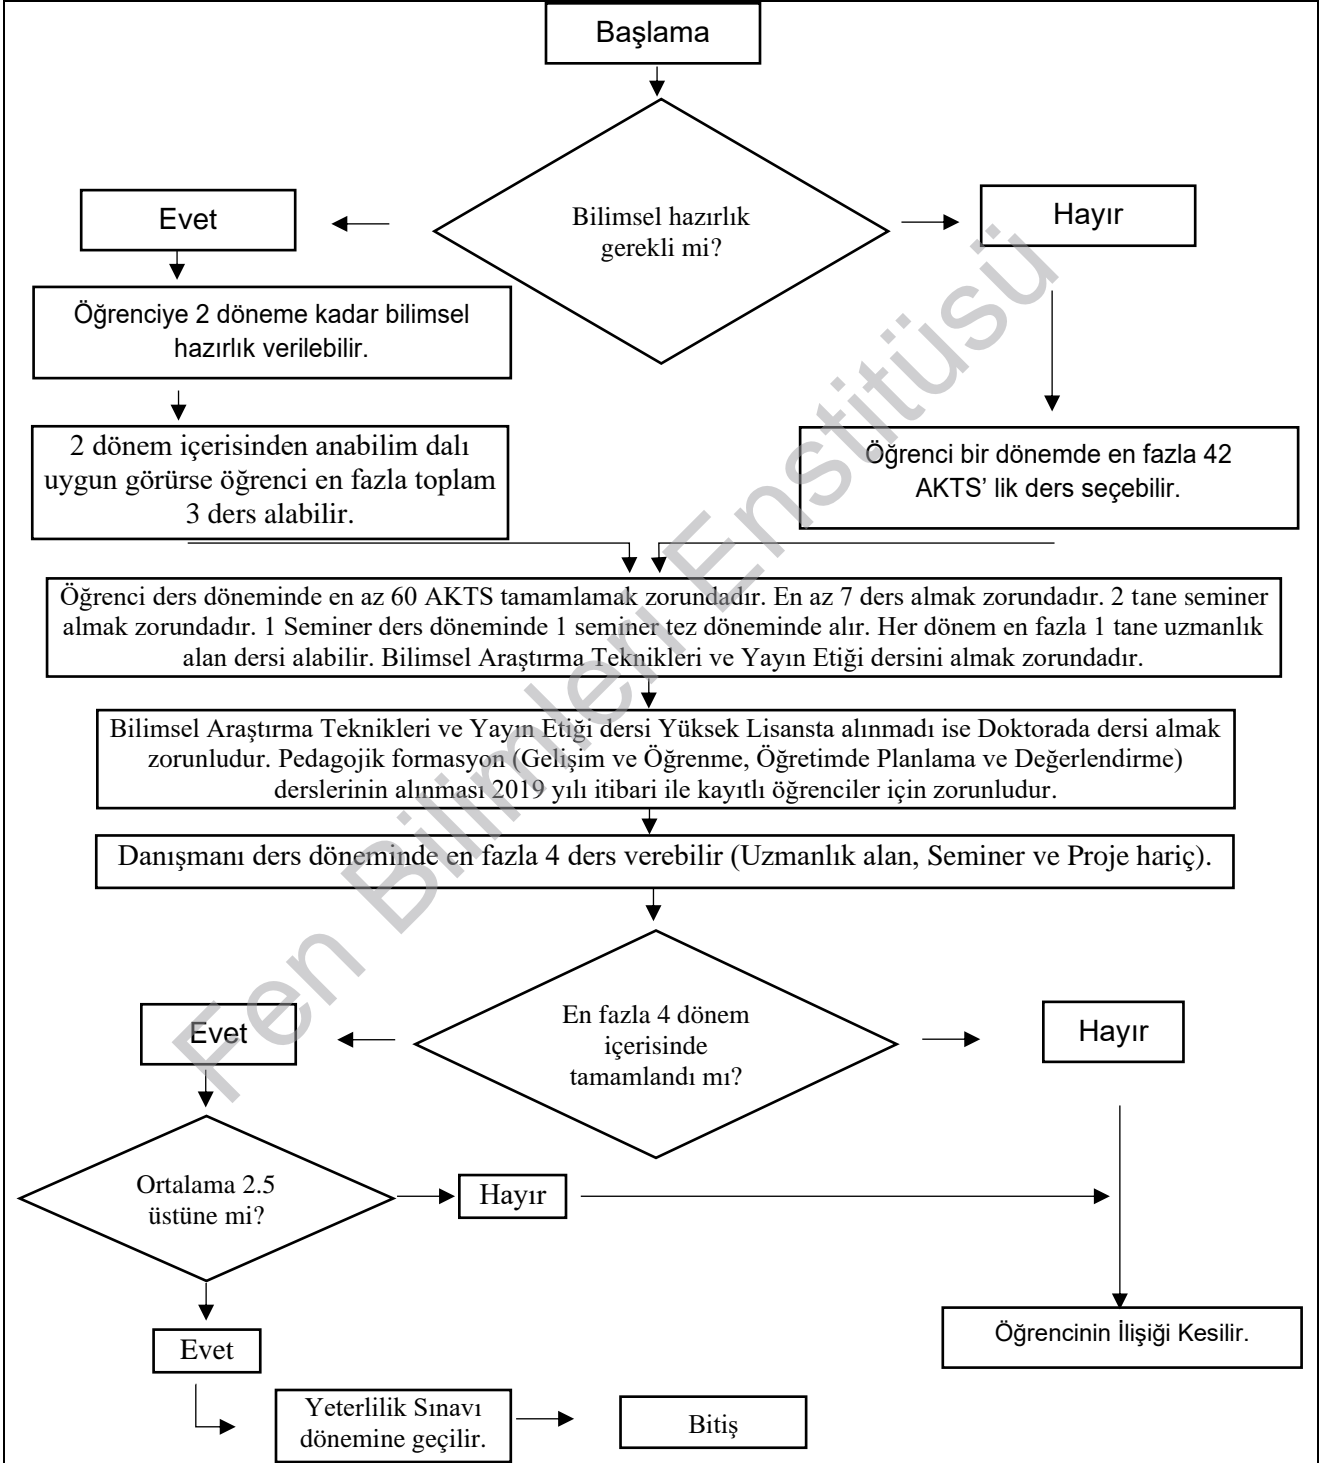 Başlama
Bilimsel hazırlık
gerekli mi?
Evet
Hayır
Öğrenciye 2 döneme kadar bilimsel
hazırlık verilebilir.
2 dönem içerisinden anabilim dalı
uygun görürse öğrenci en fazla toplam
3 ders alabilir.
Öğrenci bir dönemde en fazla 42
AKTS’ lik ders seçebilir.
Öğrenci ders döneminde en az 60 AKTS tamamlamak zorundadır. En az 7 ders almak zorundadır. 2 tane seminer
almak zorundadır. 1 Seminer ders döneminde 1 seminer tez döneminde alır. Her dönem en fazla 1 tane uzmanlık
alan dersi alabilir. Bilimsel Araştırma Teknikleri ve Yayın Etiği dersini almak zorundadır.
Bilimsel Araştırma Teknikleri ve Yayın Etiği dersi Yüksek Lisansta alınmadı ise Doktorada dersi almak
zorunludur. Pedagojik formasyon (Gelişim ve Öğrenme, Öğretimde Planlama ve Değerlendirme)
derslerinin alınması 2019 yılı itibari ile kayıtlı öğrenciler için zorunludur.
Danışmanı ders döneminde en fazla 4 ders verebilir (Uzmanlık alan, Seminer ve Proje hariç).
En fazla 4 dönem
içerisinde
tamamlandı mı?
Evet
Hayır
Ortalama 2.5
üstüne mi?
Hayır
Evet
Öğrencinin İlişiği Kesilir.
Yeterlilik Sınavı
dönemine geçilir.
Bitiş
Fen Bilimleri Enstitüsü